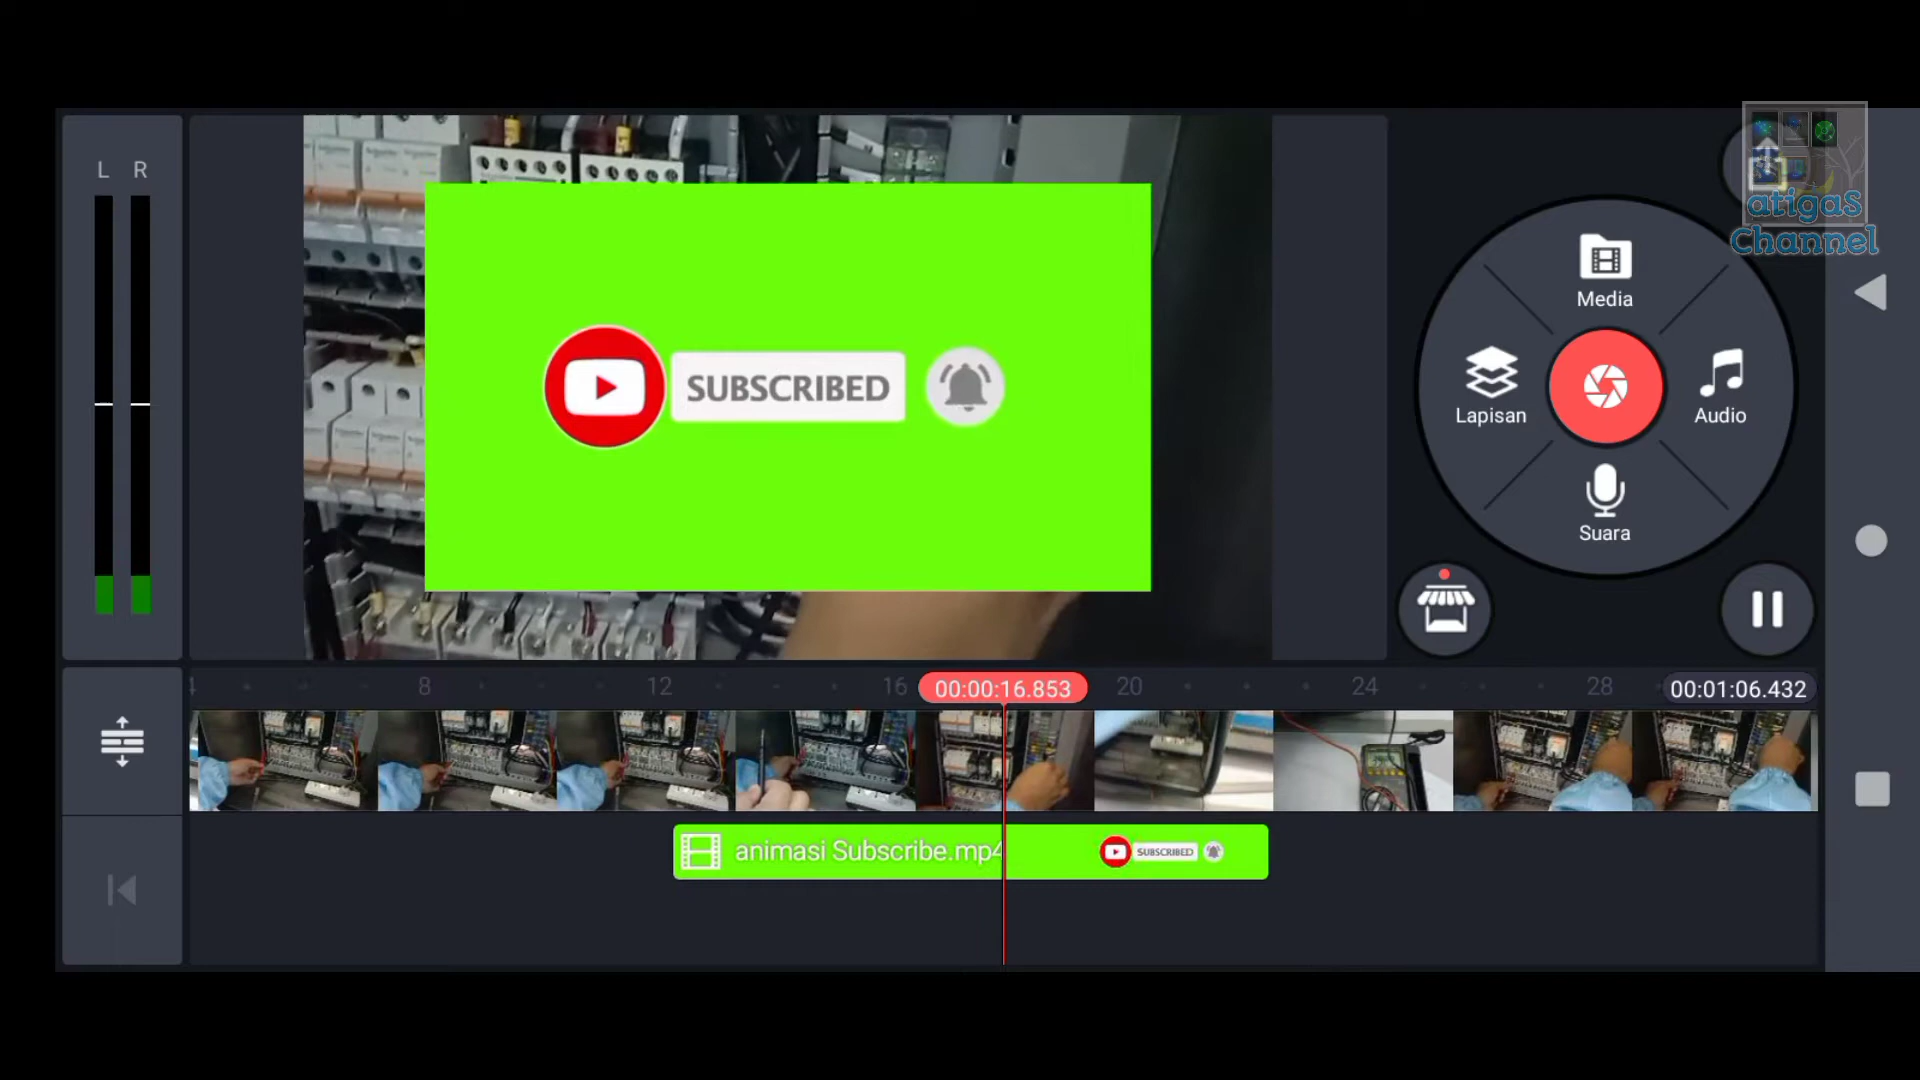 L R
atigaS
Channel
Media
SUBSCRIBED
Lapisan
Audio
Suara
4 8 12 16 00:00:16.853 20 24 28 00:01:06.432
animasi Subscribe.mp4
SUBSCRIBED